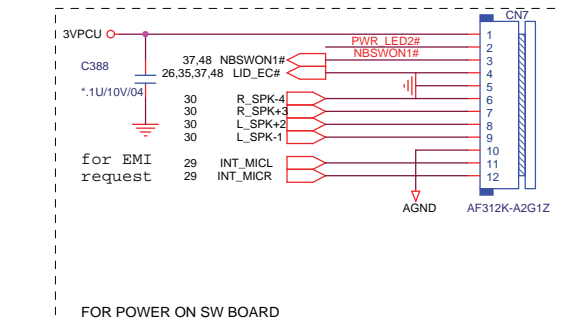 CN7
3VPCU
1
PWR_LED2#
2
37,48 NBSWON1#
NBSWON1#
3
C388
26,35,37,48 LID_EC#
4
5
*.1U/10V/04
30 R_SPK-4
6
30 R_SPK+3
7
30 L_SPK+2
8
30 L_SPK-1
9
10
for EMI
29 INT_MICL
11
request
29 INT_MICR
12
AGND
AF312K-A2G1Z
FOR POWER ON SW BOARD